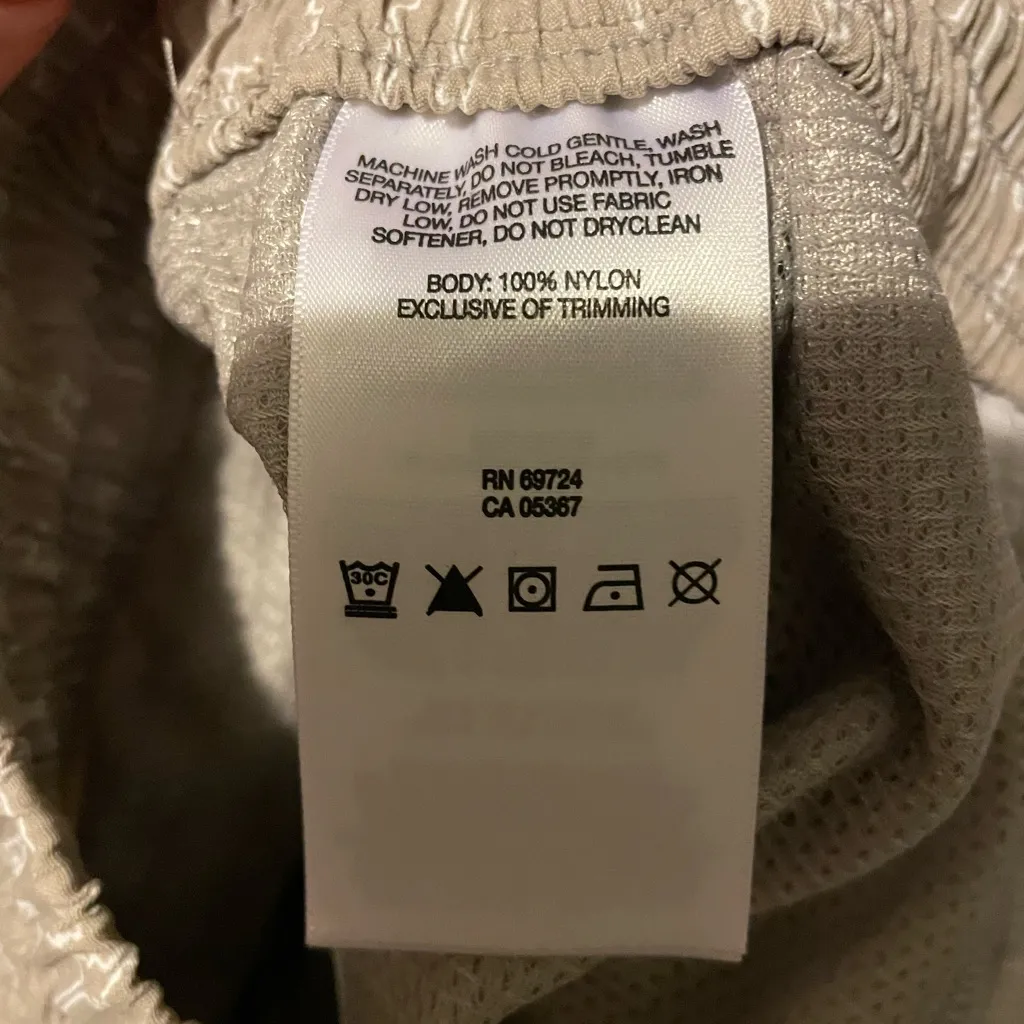 MACHINE WASH COLD GENTLE, WASH
SEPARATELY, DO NOT BLEACH, TUMBLE
DRY LOW, REMOVE PROMPTLY, IRON
LOW, DO NOT USE FABRIC
SOFTENER, DO NOT DRYCLEAN
BODY: 100% NYLON
EXCLUSIVE OF TRIMMING
RN 69724
CA 05367
30C